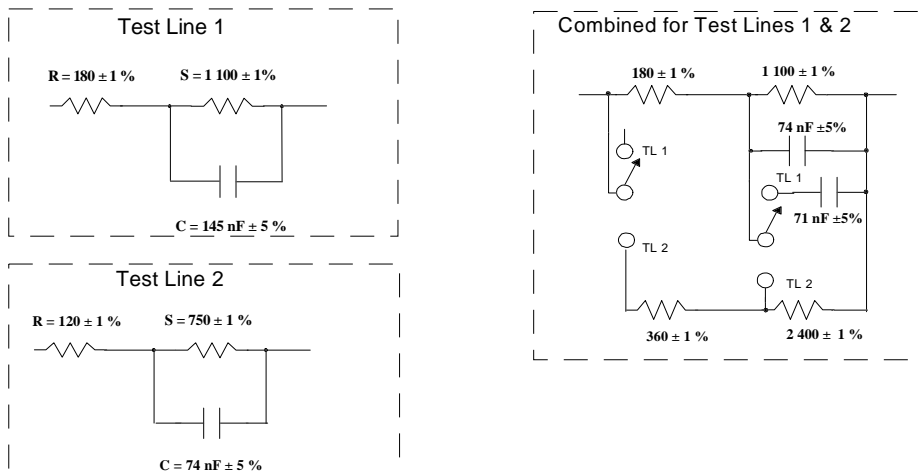 Test Line 1
R = 180 ± 1 %
S = 1 100 ± 1%
C = 145 nF ± 5 %
Test Line 2
R = 120 ± 1 %
S = 750 ± 1 %
C = 74 nF ± 5 %
Combined for Test Lines 1 & 2
180 ± 1 %
1 100 ± 1 %
74 nF ±5%
TL 1
TL 1
71 nF ±5%
TL 2
TL 2
360 ± 1 %
2 400 ± 1 %